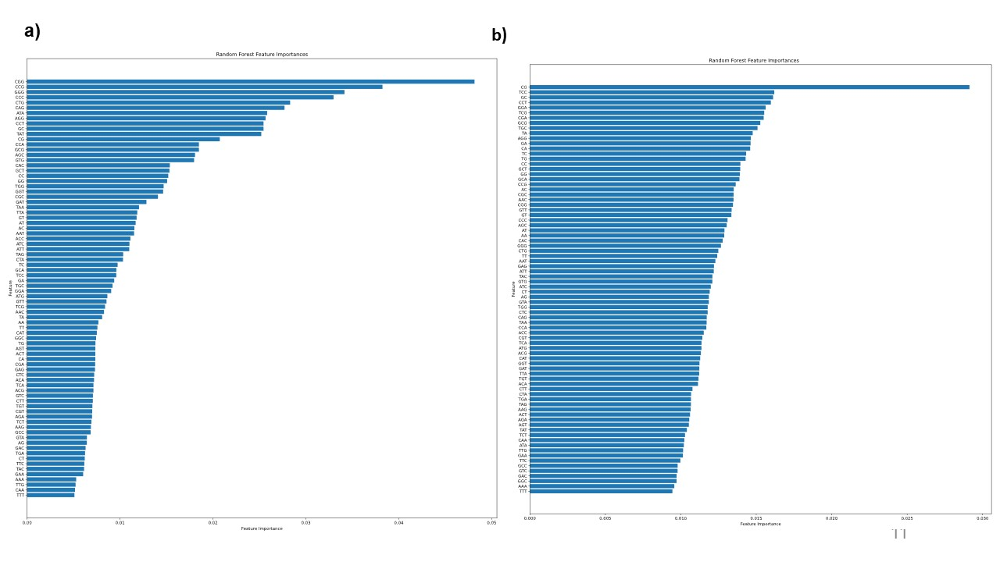 a)
Random Forest Feature Importances
CGG
CCG
GGG
CCC
CTG
CAG
ATA
AGG
CCT
GC
TAT
CG
CCA
GCG
AGC
GTG
CAC
GCT
CC
GG
TGG
GGT
CGC
GAT
TAA
TTA
GT
AT
AC
AAT
ACC
ATC
ATT
TAG
CTA
TC
GCA
TCC
GA
TGC
GGA
ATG
GTT
TCG
AAC
TA
AA
TT
CAT
GGC
TG
AGT
ACT
CA
CGA
GAG
CTC
ACA
TCA
ACG
GTC
CTT
TGT
CGT
AGA
TCT
AAG
GCC
GTA
AG
GAC
TGA
CT
TTC
TAC
GAA
AAA
TTG
CAA
TTT
Feature
0.00 0.01 0.02 0.03 0.04 0.05
Feature Importance
b)
Random Forest Feature Importances
CG
TCC
GC
CCT
GGA
TCG
CGA
GCG
TGC
TA
AGG
GA
CA
TC
TG
CC
GCT
GG
GCA
CCG
AC
CGC
AAC
CGG
GTT
GT
CCC
AGC
AT
AA
CAC
GGG
CTG
TT
AAT
GAG
ATT
TAC
GTG
ATC
CT
AG
GTA
TGG
CTC
CAG
TAA
CCA
ACC
CGT
TCA
ATG
ACG
CAT
GGT
GAT
TTA
TGT
ACA
CTT
CTA
TGA
TAG
AAG
ACT
AGA
AGT
TAT
TCT
CAA
ATA
TTG
GAA
TTC
GCC
GTC
GAC
GGC
AAA
TTT
Feature
0.000 0.005 0.010 0.015 0.020 0.025 0.030
Feature Importance